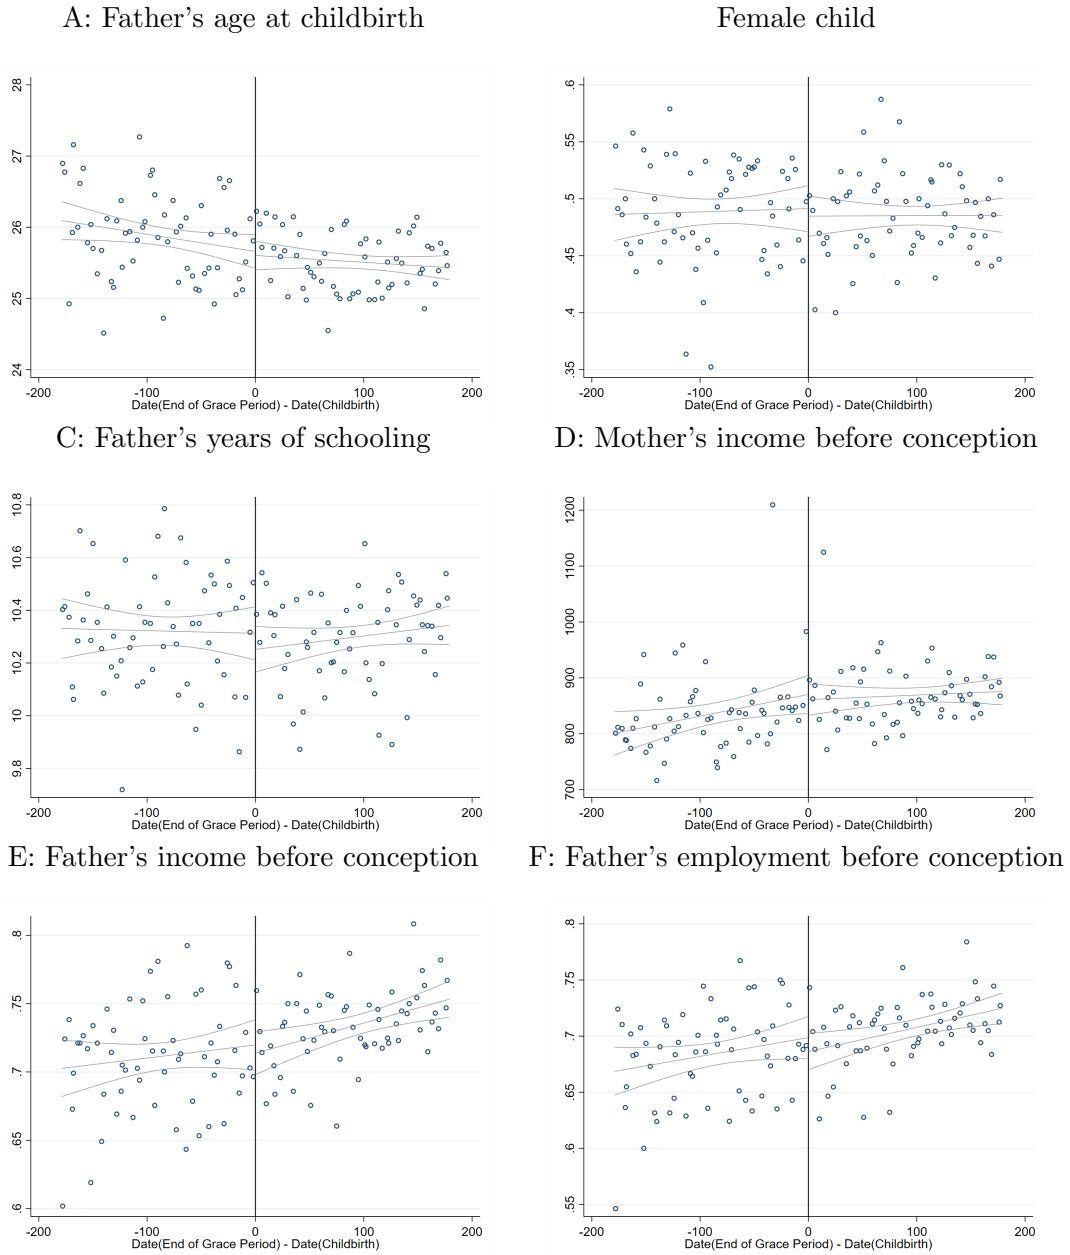 A: Father's age at childbirth
Female child
28
27
26
25
24
-200 -100 0 100 200
Date(End of Grace Period) - Date(Childbirth)
.6
.55
.5
.45
.4
.35
-200 -100 0 100 200
Date(End of Grace Period) - Date(Childbirth)
C: Father's years of schooling
D: Mother's income before conception
10.8
10.6
10.4
10.2
10
9.8
-200 -100 0 100 200
Date(End of Grace Period) - Date(Childbirth)
1200
1100
1000
900
800
700
-200 -100 0 100 200
Date(End of Grace Period) - Date(Childbirth)
E: Father's income before conception
F: Father's employment before conception
.8
.75
.7
.65
.6
-200 -100 0 100 200
Date(End of Grace Period) - Date(Childbirth)
.8
.75
.7
.65
.6
.55
-200 -100 0 100 200
Date(End of Grace Period) - Date(Childbirth)